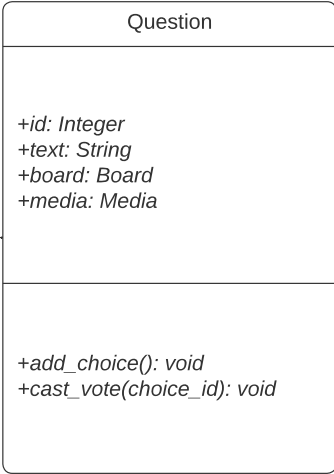 Question
+id: Integer
+text: String
+board: Board
+media: Media
+add_choice(): void
+cast_vote(choice_id): void